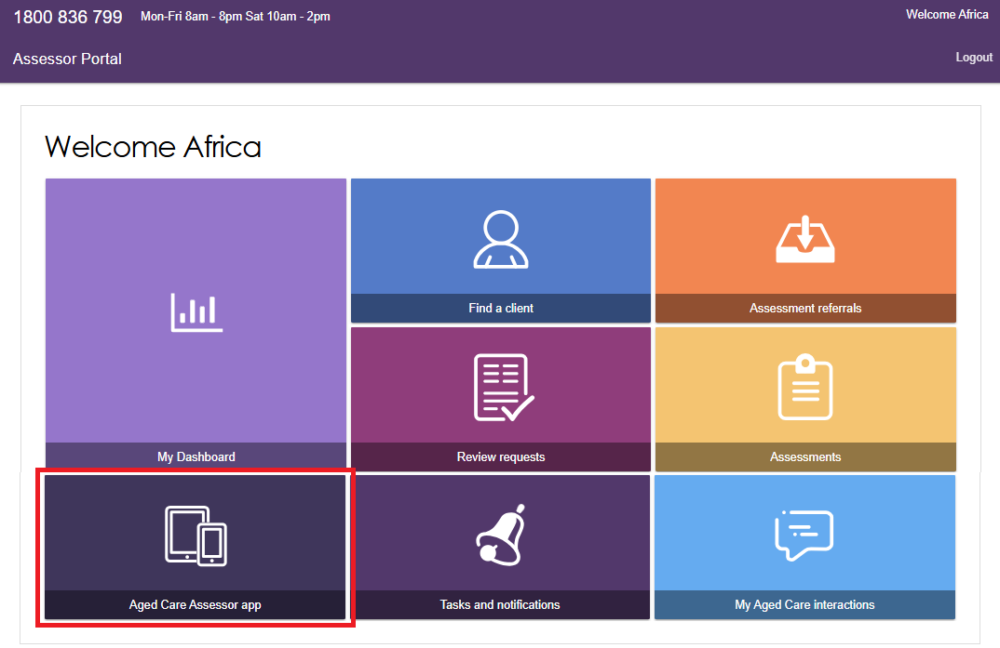 1800 836 799 Mon-Fri 8am - 8pm Sat 10am - 2pm Welcome Africa
Assessor Portal Logout
Welcome Africa
Find a client Assessment referrals
My Dashboard Review requests Assessments
Aged Care Assessor app Tasks and notifications My Aged Care interactions